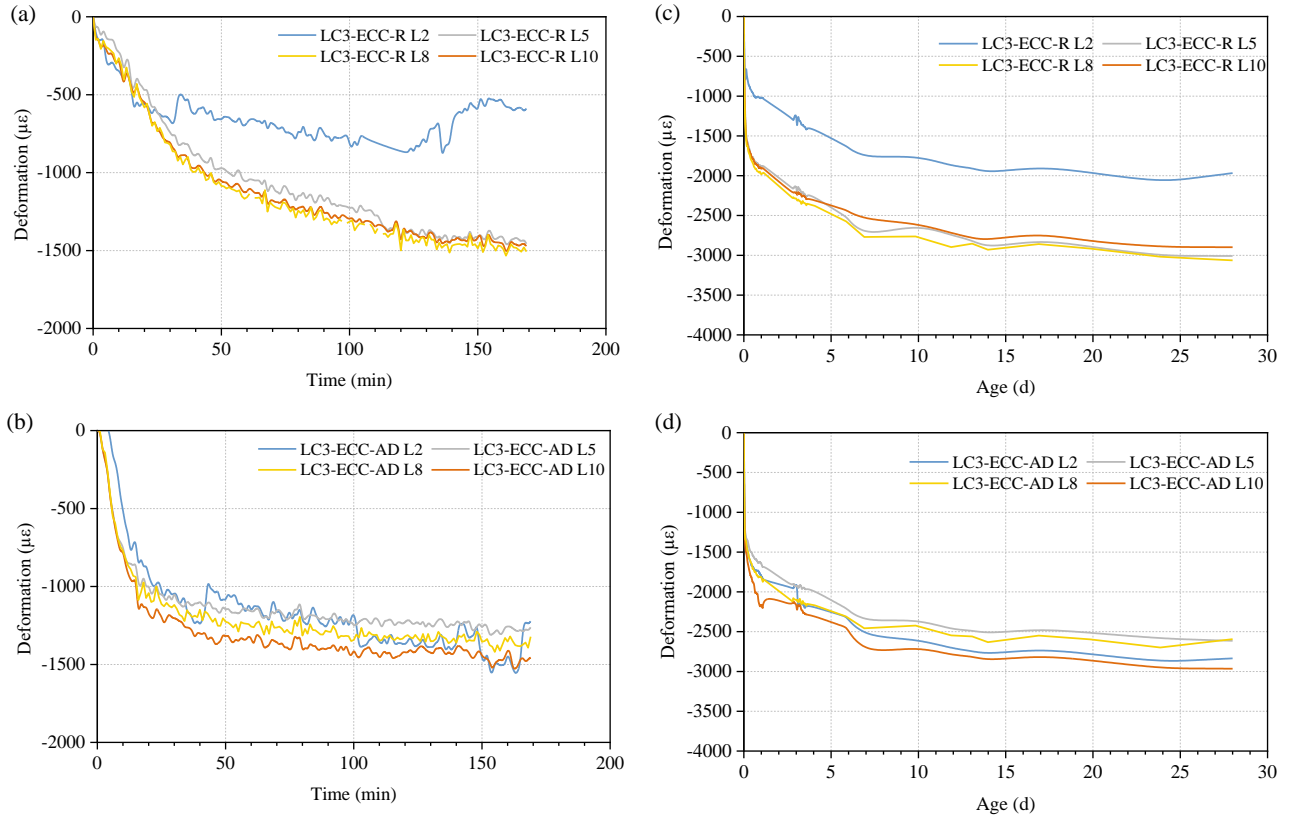 (a)
0
-500
-1000
-1500
-2000
Deformation (με)
LC3-ECC-R L2 LC3-ECC-R L5
LC3-ECC-R L8 LC3-ECC-R L10
0 50 100 150 200
Time (min)
(c)
0
-500
-1000
-1500
-2000
-2500
-3000
-3500
-4000
Deformation (με)
LC3-ECC-R L2 LC3-ECC-R L5
LC3-ECC-R L8 LC3-ECC-R L10
0 5 10 15 20 25 30
Age (d)
(b)
0
-500
-1000
-1500
-2000
Deformation (με)
LC3-ECC-AD L2 LC3-ECC-AD L5
LC3-ECC-AD L8 LC3-ECC-AD L10
0 50 100 150 200
Time (min)
(d)
0
-500
-1000
-1500
-2000
-2500
-3000
-3500
-4000
Deformation (με)
LC3-ECC-AD L2 LC3-ECC-AD L5
LC3-ECC-AD L8 LC3-ECC-AD L10
0 5 10 15 20 25 30
Age (d)